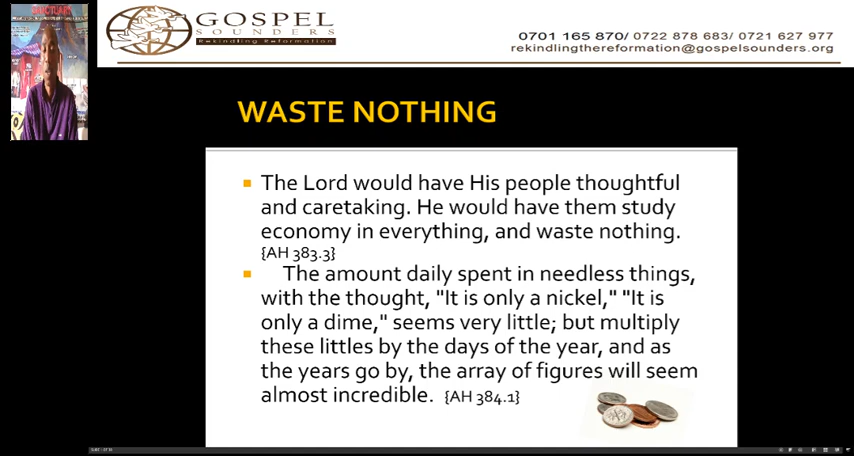 SANCTUARY
GOSPEL
SOUNDERS
Rekindling Reformation
0701 165 870/ 0722 878 683/ 0721 627 977
rekindlingthereformation@gospelsounders.org
WASTE NOTHING
The Lord would have His people thoughtful
and caretaking. He would have them study
economy in everything, and waste nothing.
{AH 383.3}
The amount daily spent in needless things,
with the thought, "It is only a nickel," "It is
only a dime," seems very little; but multiply
these littles by the days of the year, and as
the years go by, the array of figures will seem
almost incredible. {AH 384.1}